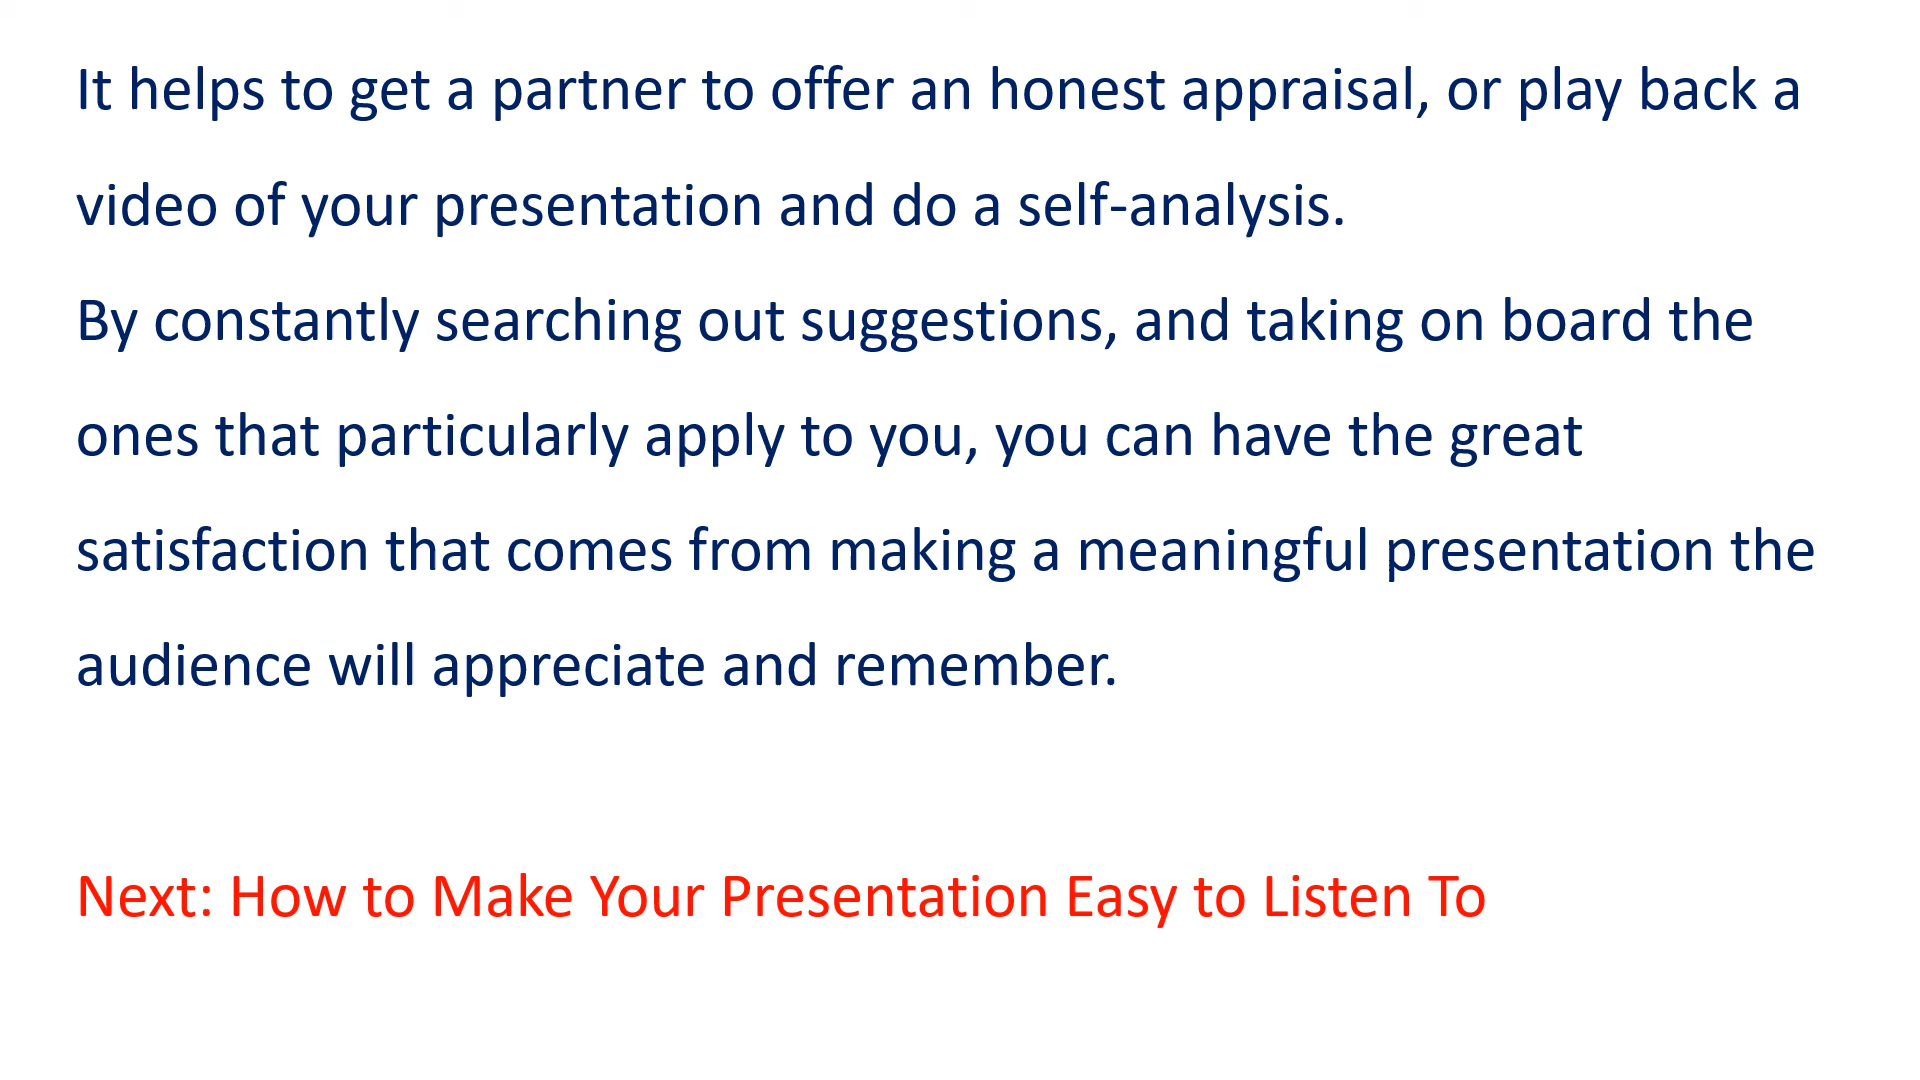 It helps to get a partner to offer an honest appraisal, or play back a
video of your presentation and do a self-analysis.
By constantly searching out suggestions, and taking on board the
ones that particularly apply to you, you can have the great
satisfaction that comes from making a meaningful presentation the
audience will appreciate and remember.
Next: How to Make Your Presentation Easy to Listen To